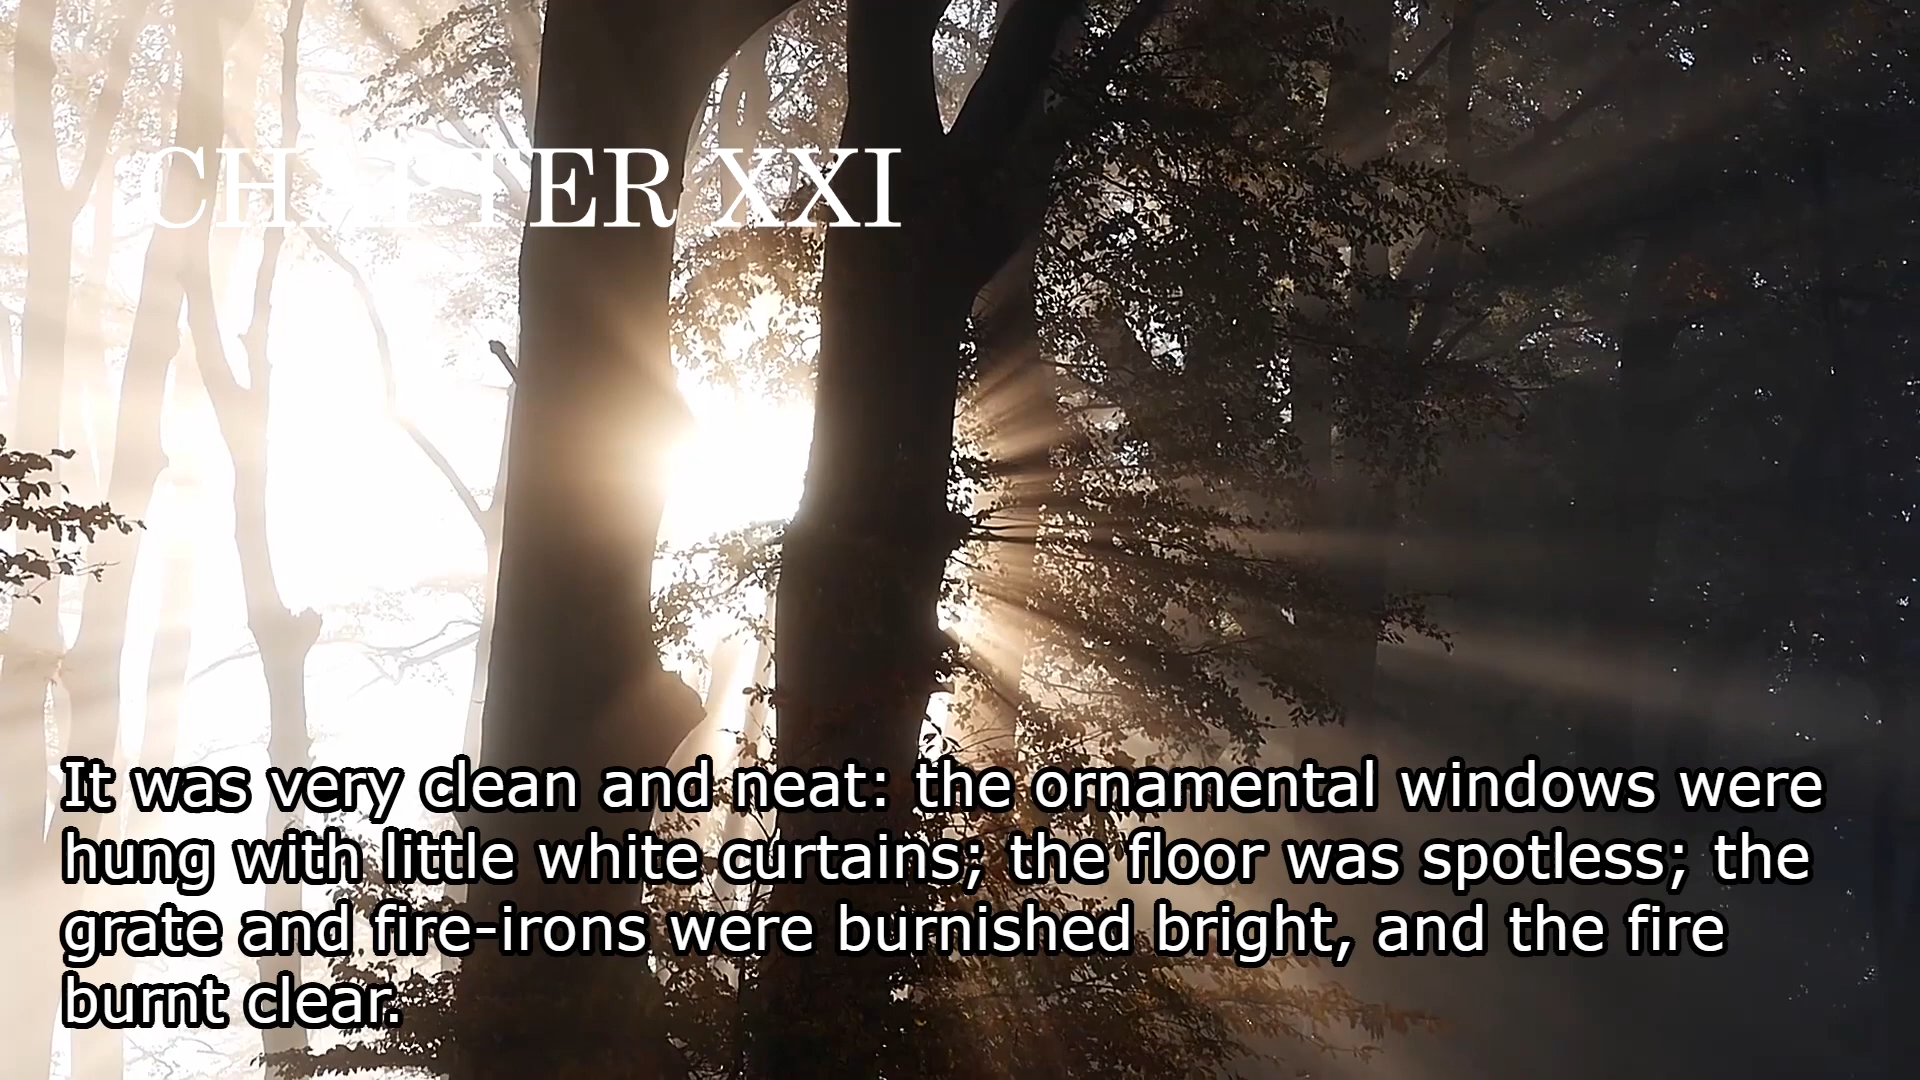 CHAPTER XXI
It was very clean and neat: the ornamental windows were
hung with little white curtains; the floor was spotless; the
grate and fire-irons were burnished bright, and the fire
burnt clear.